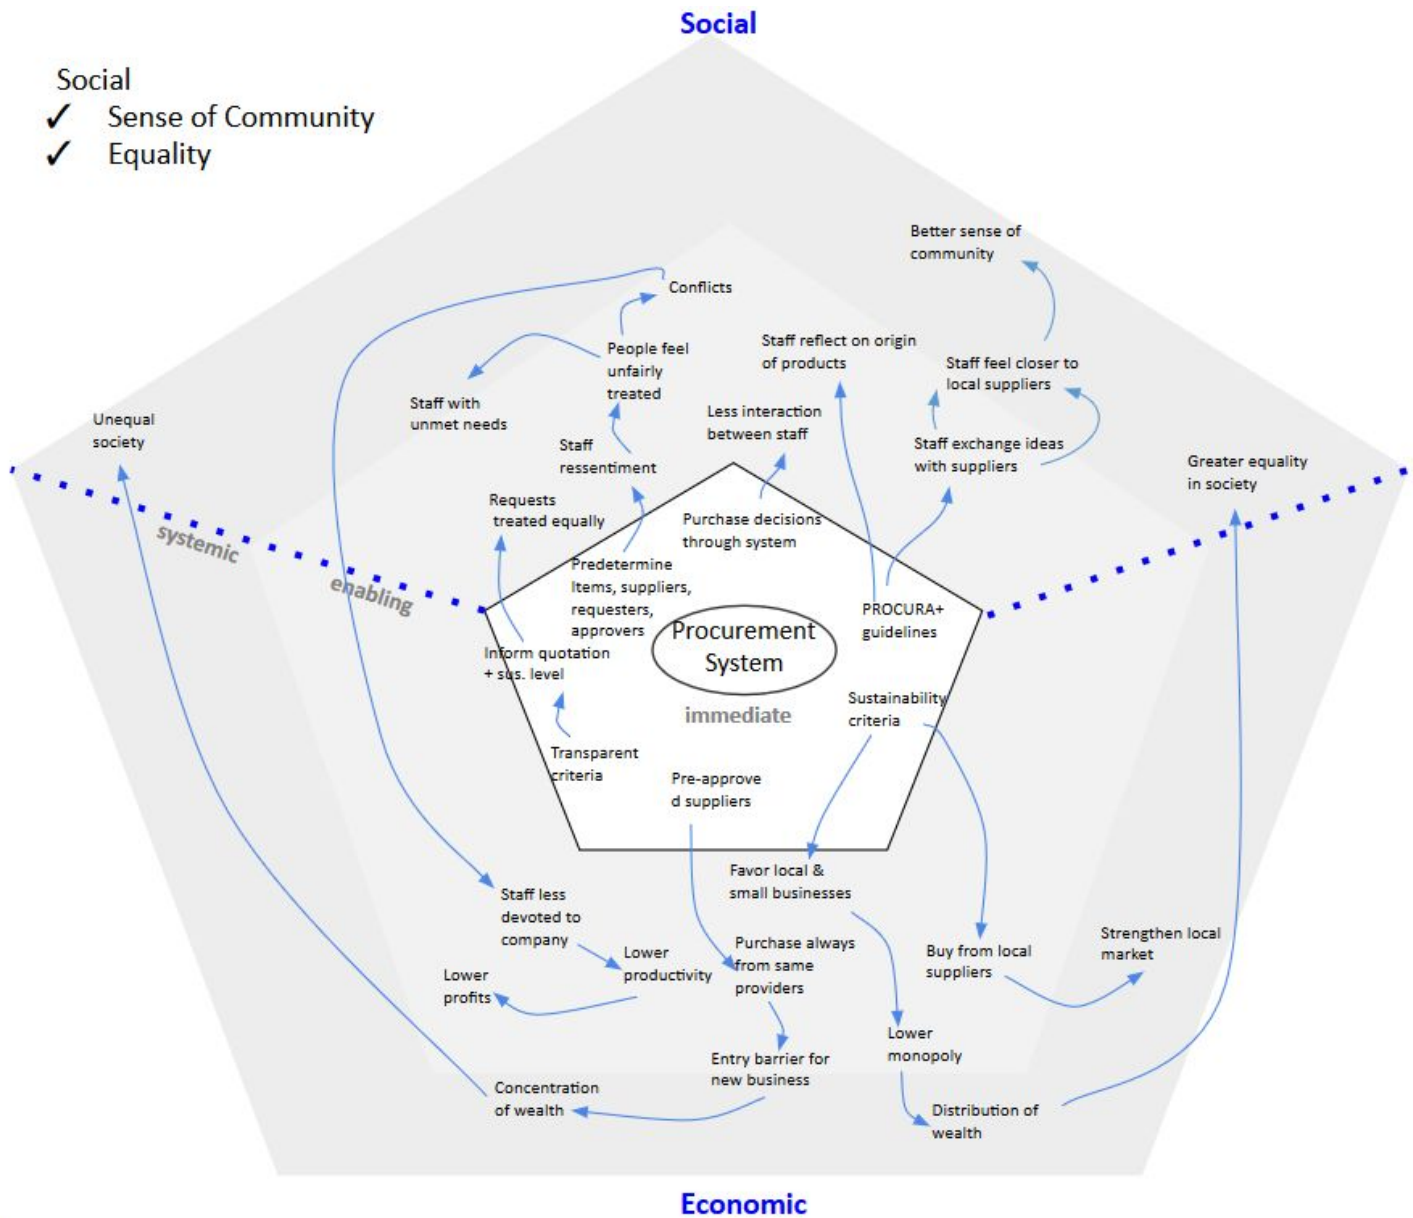 Social
Social
✓ Sense of Community
✓ Equality
Better sense of
community
Conflicts
Staff reflect on origin
of products
People feel
unfairly
treated
Staff feel closer to
local suppliers
Staff with
unmet needs
Less interaction
between staff
Unequal
society
Staff
ressentiment
Staff exchange ideas
with suppliers
Greater equality
in society
Requests
treated equally
Purchase decisions
through system
systemic
enabling
Predetermine
Items, suppliers,
requesters,
approvers
PROCURA+
guidelines
Procurement
System
immediate
Inform quotation
+ sus. level
Sustainability
criteria
Transparent
criteria
Pre-approve
d suppliers
Favor local &
small businesses
Staff less
devoted to
company
Lower
productivity
Lower
profits
Purchase always
from same
providers
Buy from local
suppliers
Strengthen local
market
Lower
monopoly
Entry barrier for
new business
Concentration
of wealth
Distribution of
wealth
Economic